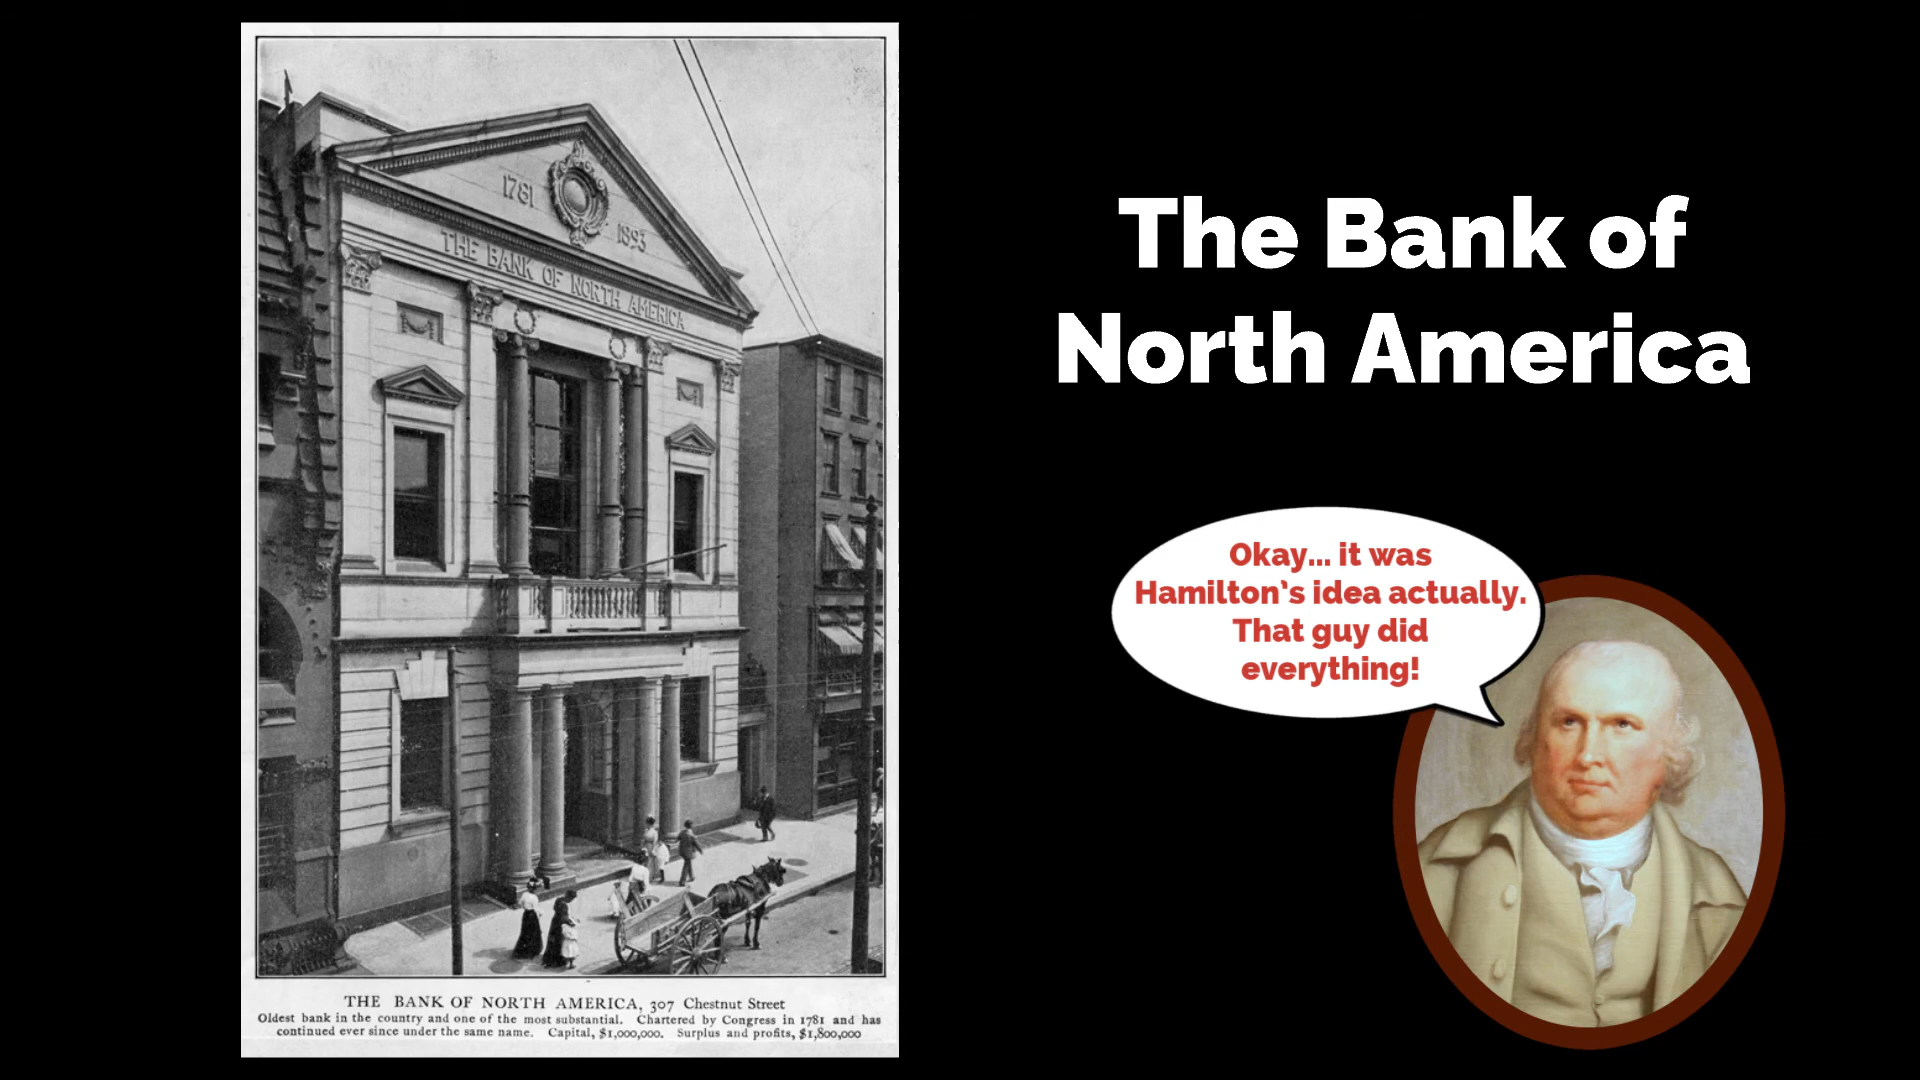 1781
1893
THE BANK OF NORTH AMERICA
THE BANK OF NORTH AMERICA, 307 Chestnut Street
Oldest bank in the country and one of the most substantial. Chartered by Congress in 1781 and has
continued ever since under the same name. Capital, $1,000,000. Surplus and profits, $1,800,000
The Bank of
North America
Okay... it was
Hamilton's idea actually.
That guy did
everything!